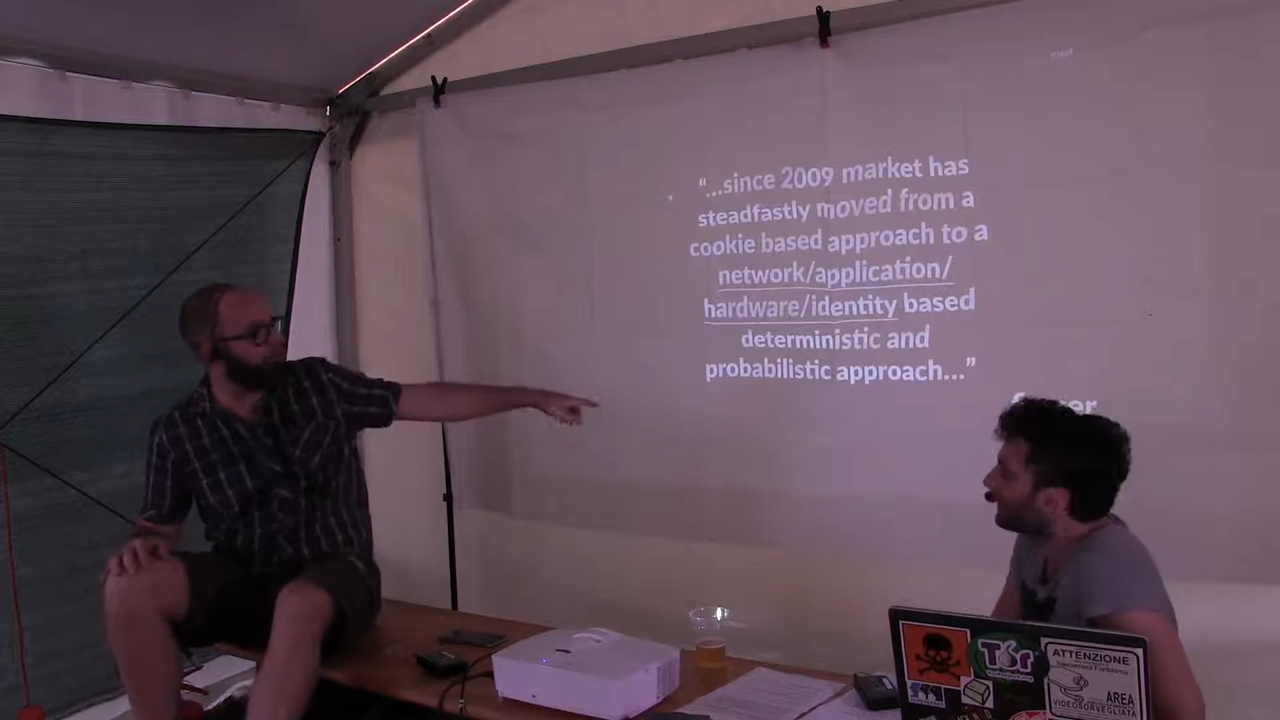 “...since 2009 market has
steadfastly moved from a
cookie based approach to a
network/application/
hardware/identity based
deterministic and
probabilistic approach...”
Tor
ATTENZIONE
AREA
VIDEOSORVEGLIATA